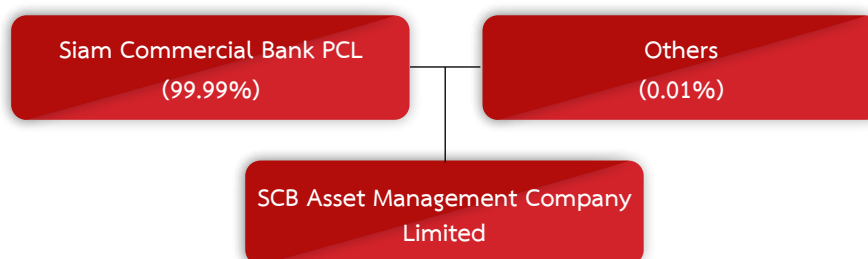 Siam Commercial Bank PCL
(99.99%)
Others
(0.01%)
SCB Asset Management Company
Limited